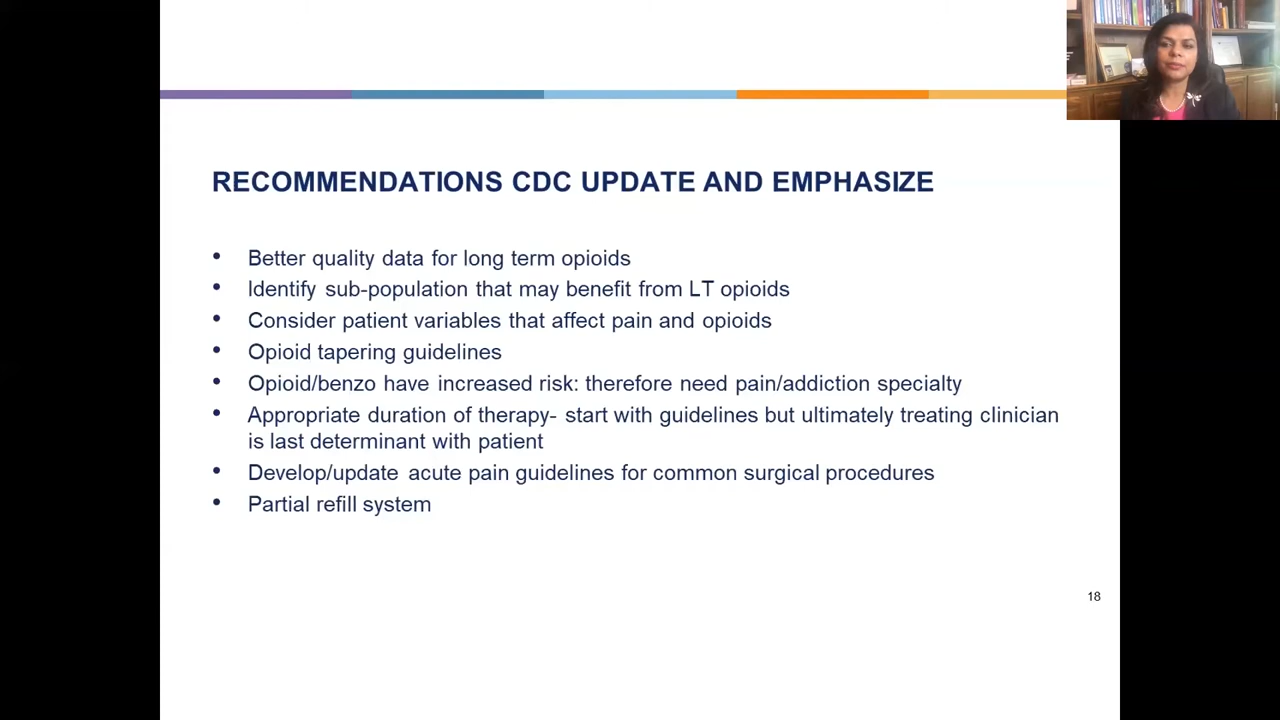 RECOMMENDATIONS CDC UPDATE AND EMPHASIZE
• Better quality data for long term opioids
• Identify sub-population that may benefit from LT opioids
• Consider patient variables that affect pain and opioids
• Opioid tapering guidelines
• Opioid/benzo have increased risk: therefore need pain/addiction specialty
• Appropriate duration of therapy- start with guidelines but ultimately treating clinician
is last determinant with patient
• Develop/update acute pain guidelines for common surgical procedures
• Partial refill system
18